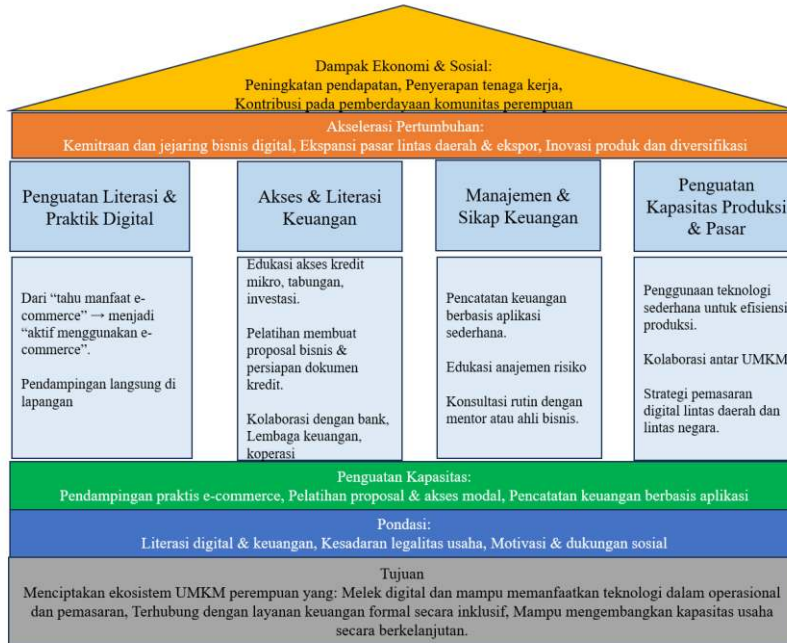 Dampak Ekonomi & Sosial:
Peningkatan pendapatan, Penyerapan tenaga kerja,
Kontribusi pada pemberdayaan komunitas perempuan
Akselerasi Pertumbuhan:
Kemitraan dan jejaring bisnis digital, Ekspansi pasar lintas daerah & ekspor, Inovasi produk dan diversifikasi
Penguatan Literasi &
Praktik Digital
Akses & Literasi
Keuangan
Manajemen &
Sikap Keuangan
Penguatan
Kapasitas Produksi
& Pasar
Dari “tahu manfaat e-
commerce” → menjadi
“aktif menggunakan e-
commerce”.
Pendampingan langsung di
lapangan
Edukasi akses kredit
mikro, tabungan,
investasi.
Pelatihan membuat
proposal bisnis &
persiapan dokumen
kredit.
Kolaborasi dengan bank,
Lembaga keuangan,
koperasi
Pencatatan keuangan
berbasis aplikasi
sederhana.
Edukasi anajemen risiko
Konsultasi rutin dengan
mentor atau ahli bisnis.
Penggunaan teknologi
sederhana untuk efisiensi
produksi.
Kolaborasi antar UMKM
Strategi pemasaran
digital lintas daerah dan
lintas negara.
Penguatan Kapasitas:
Pendampingan praktis e-commerce, Pelatihan proposal & akses modal, Pencatatan keuangan berbasis aplikasi
Pondasi:
Literasi digital & keuangan, Kesadaran legalitas usaha, Motivasi & dukungan sosial
Tujuan
Menciptakan ekosistem UMKM perempuan yang: Melek digital dan mampu memanfaatkan teknologi dalam operasional
dan pemasaran, Terhubung dengan layanan keuangan formal secara inklusif, Mampu mengembangkan kapasitas usaha
secara berkelanjutan.